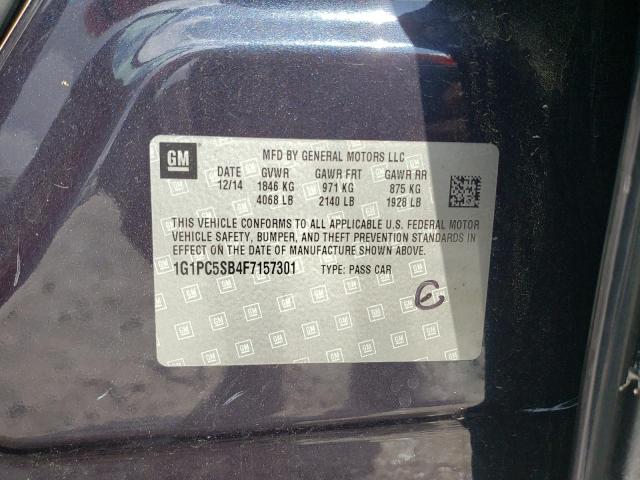 GM
MFD BY GENERAL MOTORS LLC
DATE GVWR GAWR FRT GAWR RR
12/14 1846 KG 971 KG 875 KG
4068 LB 2140 LB 1928 LB
THIS VEHICLE CONFORMS TO ALL APPLICABLE U.S. FEDERAL MOTOR
VEHICLE SAFETY, BUMPER, AND THEFT PREVENTION STANDARDS IN
EFFECT ON THE DATE OF MANUFACTURE SHOWN ABOVE.
1G1PC5SB4F7157301 TYPE: PASS CAR